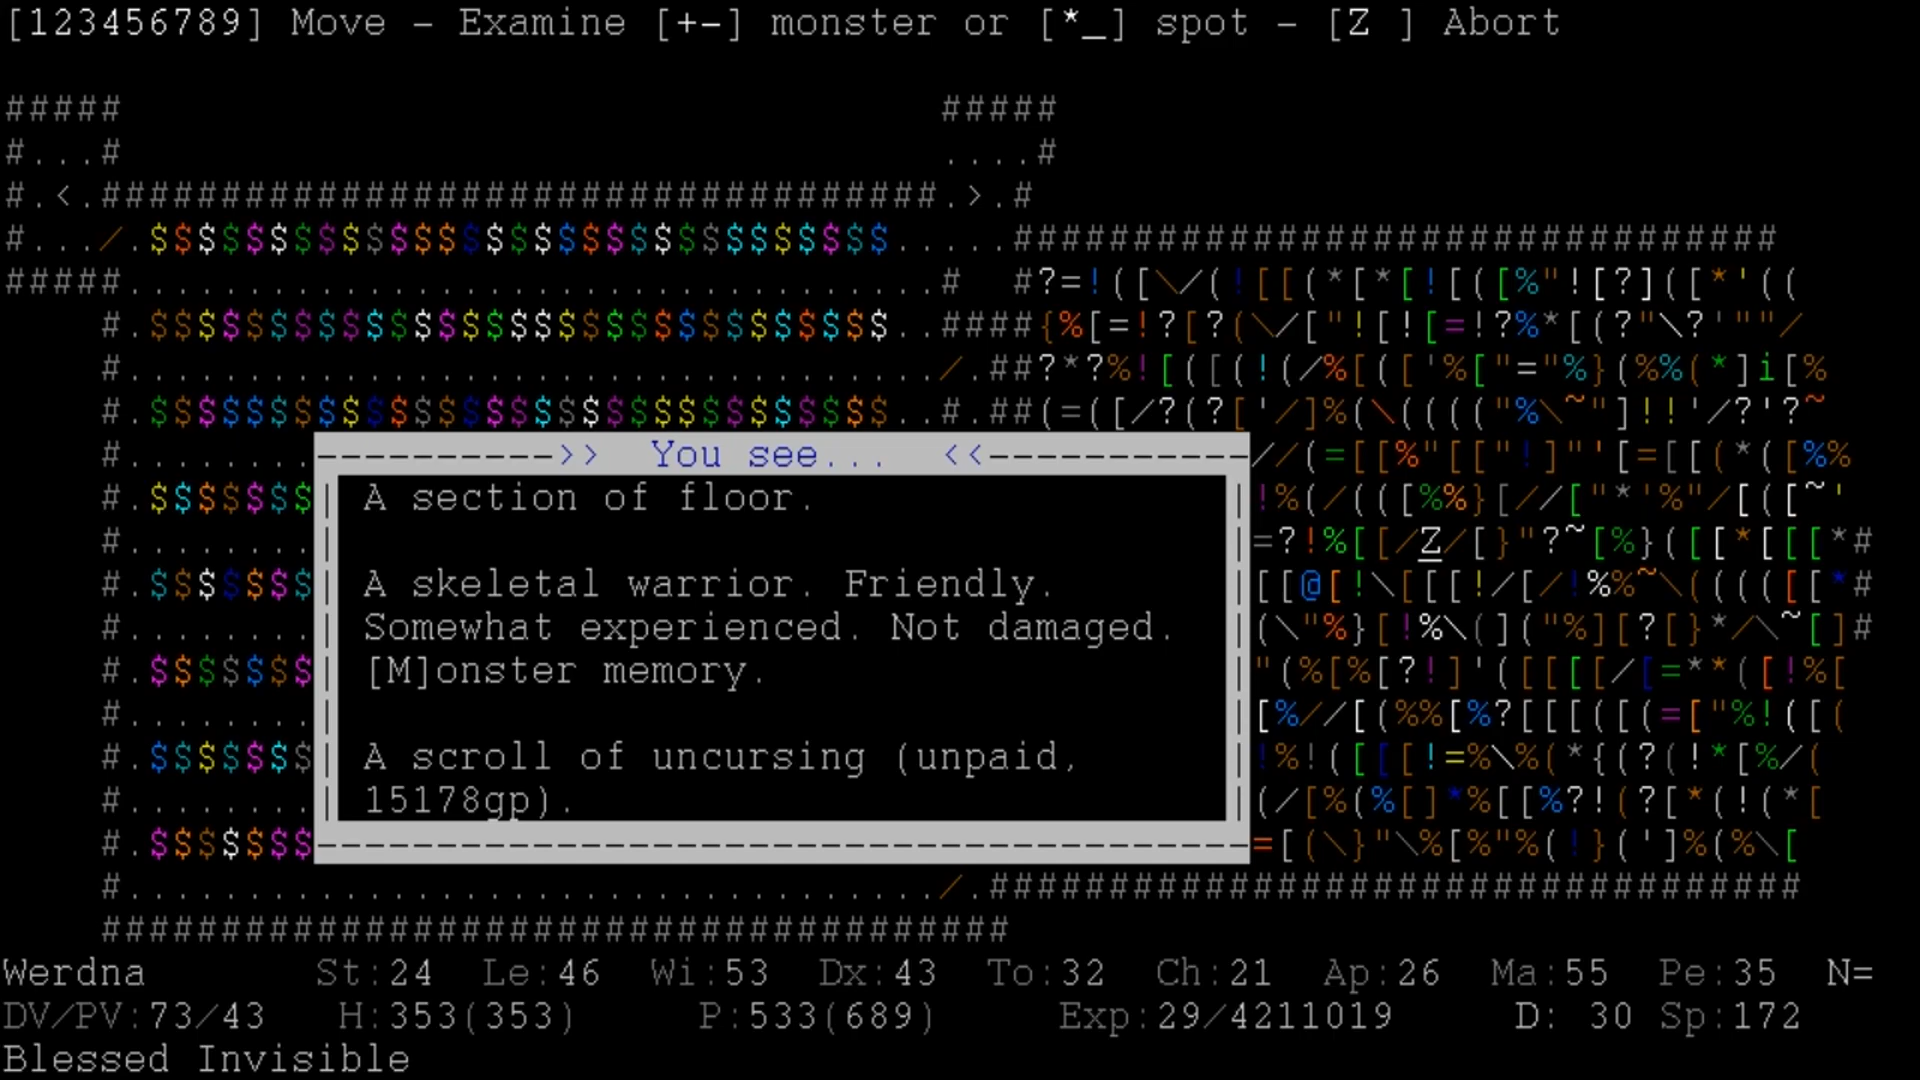 [123456789] Move - Examine [+-] monster or [*_] spot - [Z ] Abort
>> You see... <<
A section of floor.
A skeletal warrior. Friendly.
Somewhat experienced. Not damaged.
[M]onster memory.
A scroll of uncursing (unpaid,
15178gp).
Werdna St:24 Le:46 Wi:53 Dx:43 To:32 Ch:21 Ap:26 Ma:55 Pe:35 N=
DV/PV:73/43 H:353(353) P:533(689) Exp:29/4211019 D: 30 Sp:172
Blessed Invisible